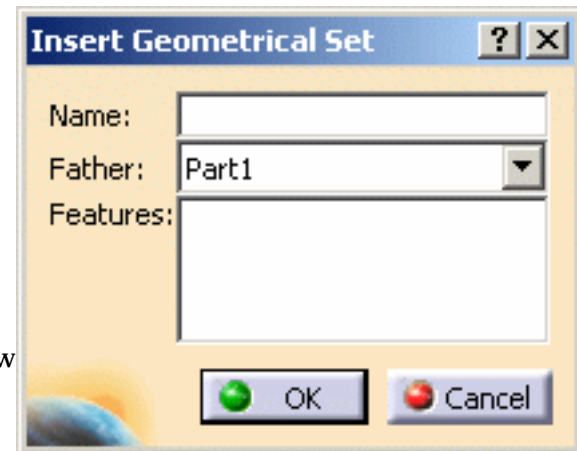 Insert Geometrical Set
Name:
Father: Part1
Features:
w
OK Cancel